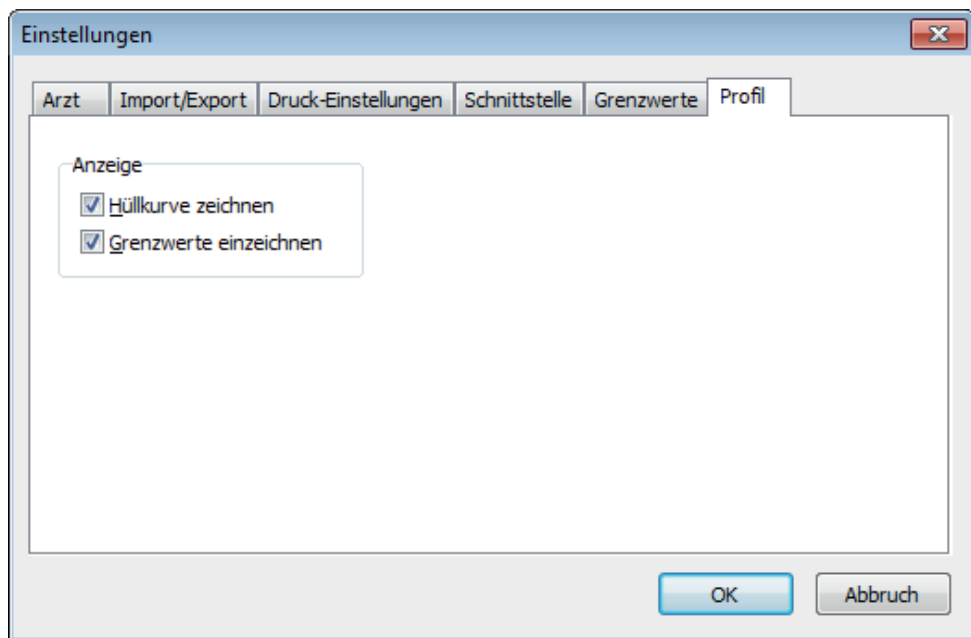 Einstellungen
Arzt Import/Export Druck-Einstellungen Schnittstelle Grenzwerte Profil
Anzeige
Hüllkurve zeichnen
Grenzwerte einzeichnen
OK Abbruch